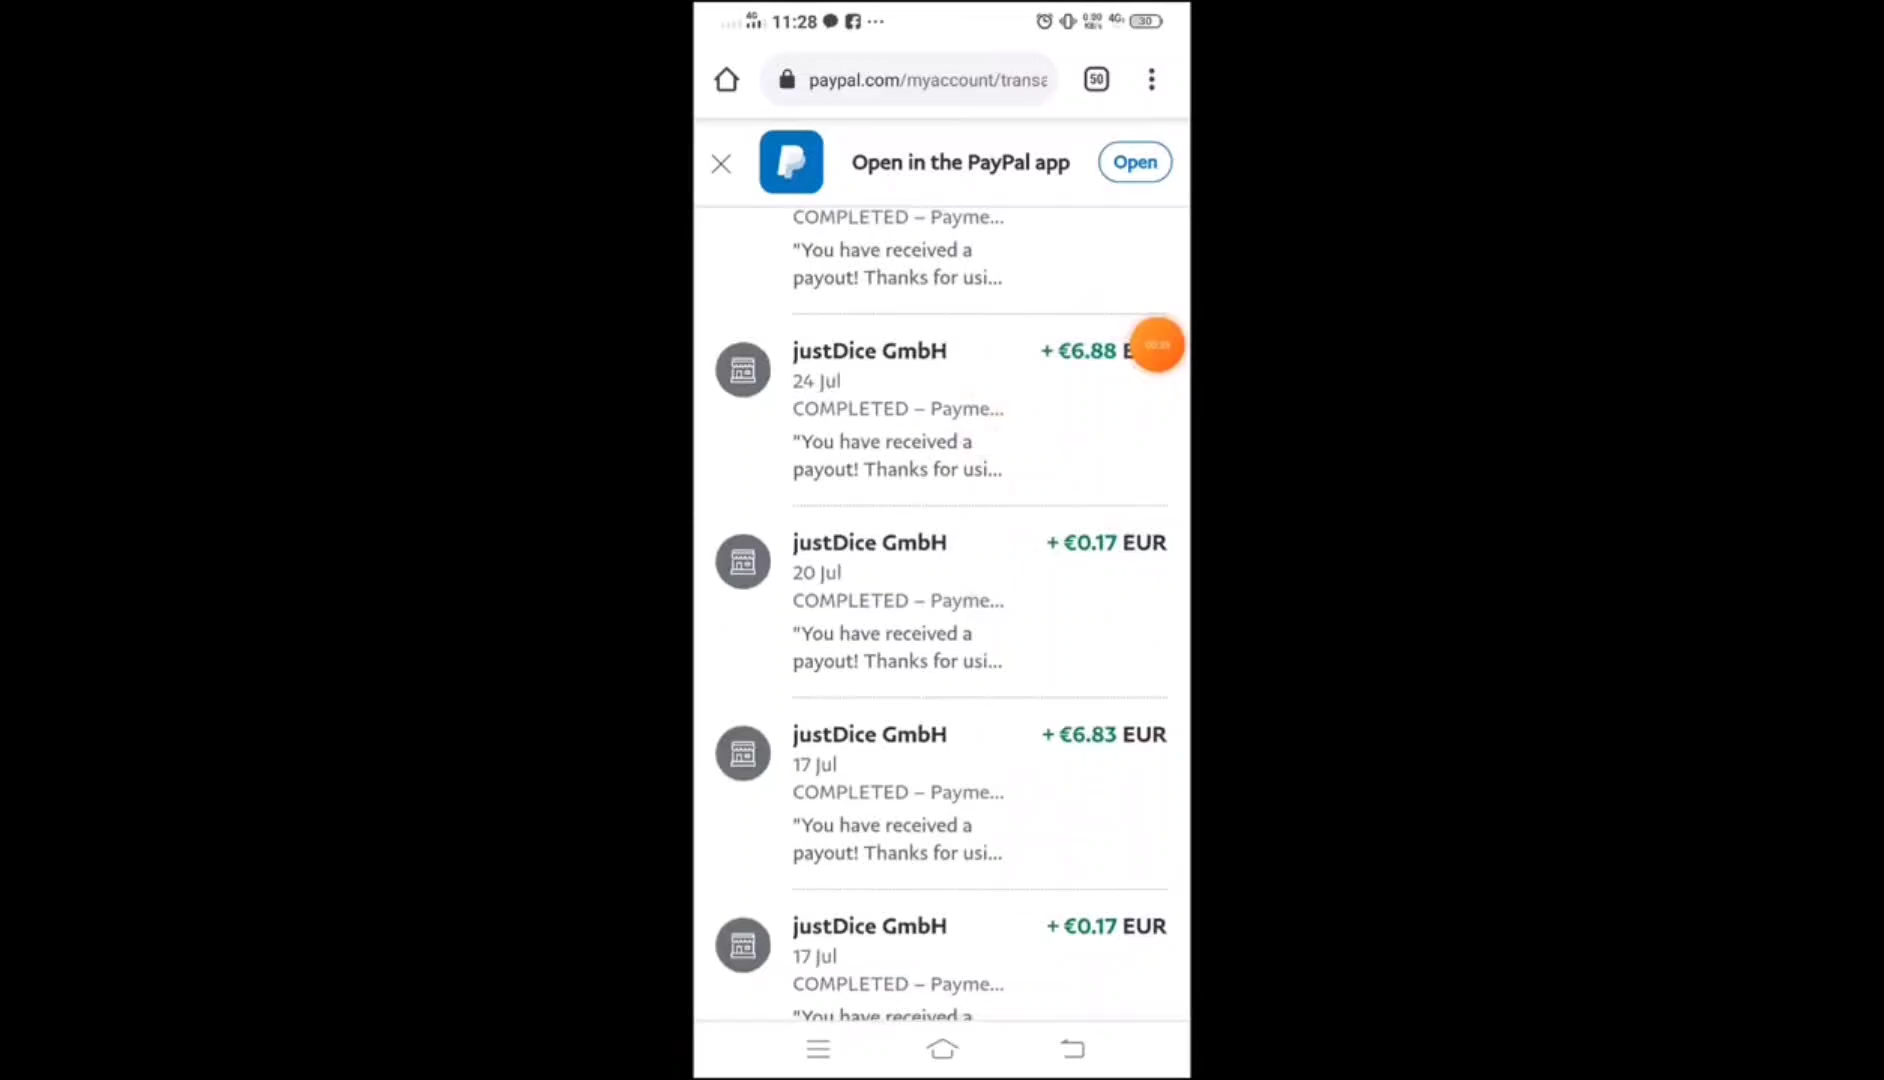 4G 11:28 ... 4G 30
paypal.com/myaccount/transa 50
Open in the PayPal app Open
COMPLETED – Payme...
"You have received a
payout! Thanks for usi...
justDice GmbH + €6.88 E
24 Jul
COMPLETED – Payme...
"You have received a
payout! Thanks for usi...
justDice GmbH + €0.17 EUR
20 Jul
COMPLETED – Payme...
"You have received a
payout! Thanks for usi...
justDice GmbH + €6.83 EUR
17 Jul
COMPLETED – Payme...
"You have received a
payout! Thanks for usi...
justDice GmbH + €0.17 EUR
17 Jul
COMPLETED – Payme...
"You have received a